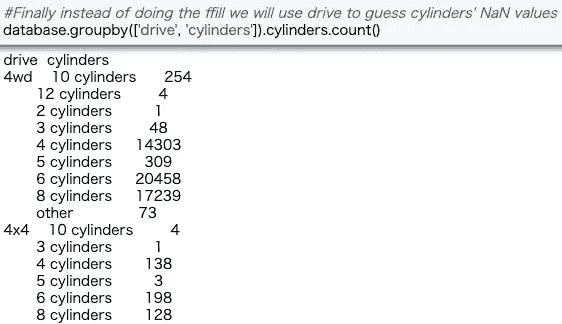 #Finally instead of doing the ffill we will use drive to guess cylinders' NaN values
database.groupby(['drive', 'cylinders']).cylinders.count()
drive cylinders
4wd 10 cylinders 254
12 cylinders 4
2 cylinders 1
3 cylinders 48
4 cylinders 14303
5 cylinders 309
6 cylinders 20458
8 cylinders 17239
other 73
4x4 10 cylinders 4
3 cylinders 1
4 cylinders 138
5 cylinders 3
6 cylinders 198
8 cylinders 128